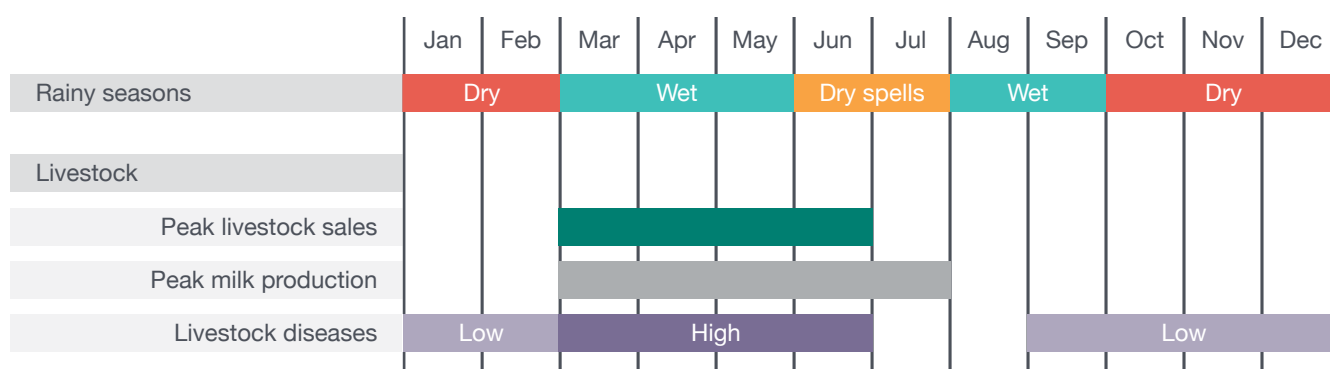 Jan Feb Mar Apr May Jun Jul Aug Sep Oct Nov Dec
Rainy seasons Dry Wet Dry spells Wet Dry
Livestock
Peak livestock sales
Peak milk production
Livestock diseases Low High Low